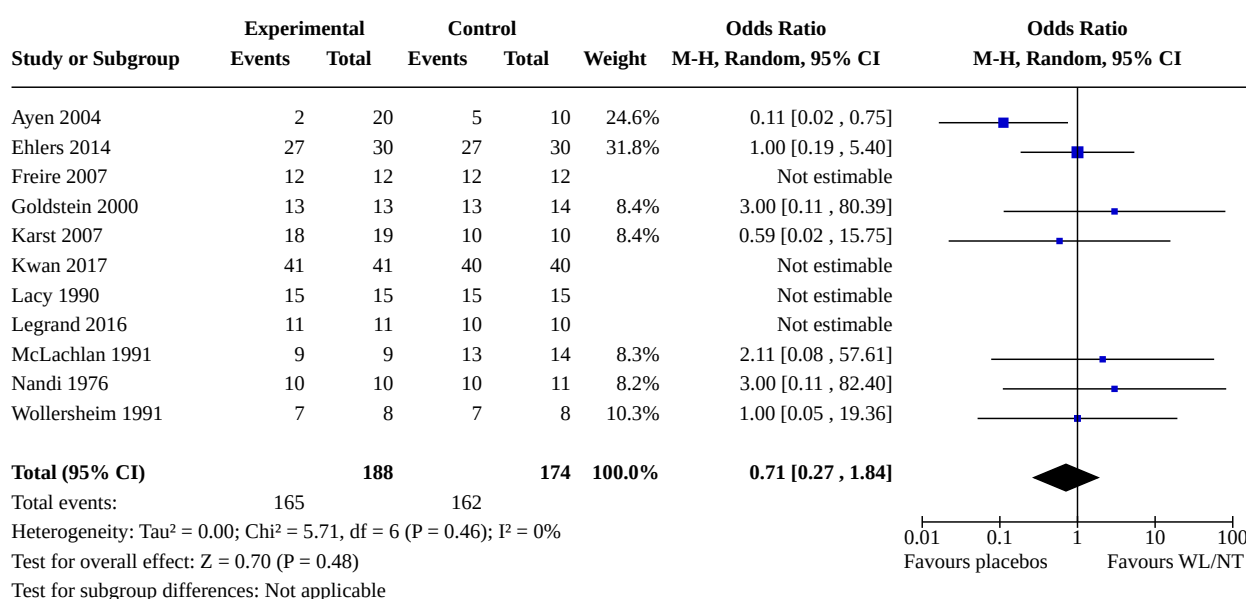 Experimental Control Odds Ratio Odds Ratio
Study or Subgroup Events Total Events Total Weight M-H, Random, 95% CI M-H, Random, 95% CI
Ayen 2004 2 20 5 10 24.6% 0.11 [0.02 , 0.75]
Ehlers 2014 27 30 27 30 31.8% 1.00 [0.19 , 5.40]
Freire 2007 12 12 12 12 Not estimable
Goldstein 2000 13 13 13 14 8.4% 3.00 [0.11 , 80.39]
Karst 2007 18 19 10 10 8.4% 0.59 [0.02 , 15.75]
Kwan 2017 41 41 40 40 Not estimable
Lacy 1990 15 15 15 15 Not estimable
Legrand 2016 11 11 10 10 Not estimable
McLachlan 1991 9 9 13 14 8.3% 2.11 [0.08 , 57.61]
Nandi 1976 10 10 10 11 8.2% 3.00 [0.11 , 82.40]
Wollersheim 1991 7 8 7 8 10.3% 1.00 [0.05 , 19.36]
Total (95% CI) 188 174 100.0% 0.71 [0.27 , 1.84]
Total events: 165 162
Heterogeneity: Tau² = 0.00; Chi² = 5.71, df = 6 (P = 0.46); I² = 0%
0.01 0.1 1 10 100
Test for overall effect: Z = 0.70 (P = 0.48)
Favours placebos Favours WL/NT
Test for subgroup differences: Not applicable